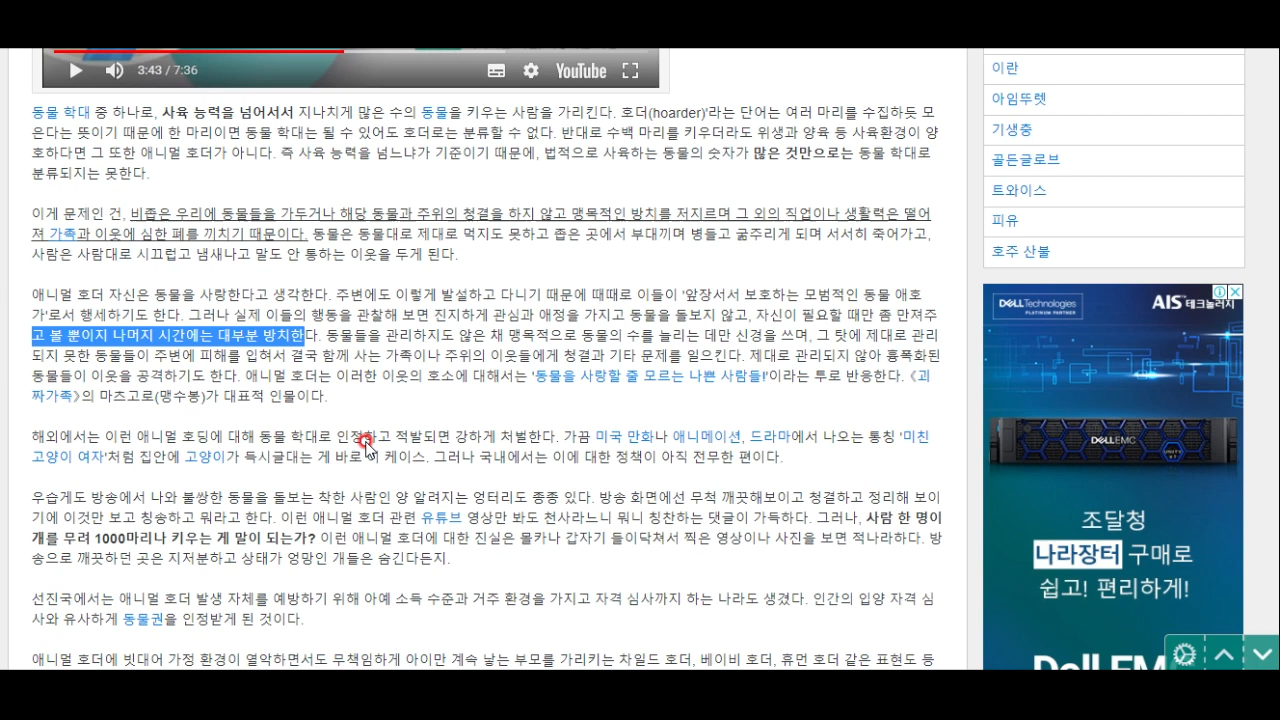 3:43 / 7:36
YouTube
동물 학대 중 하나로, 사육 능력을 넘어서서 지나치게 많은 수의 동물을 키우는 사람을 가리킨다. 호더(hoarder)'라는 단어는 여러 마리를 수집하듯 모
은다는 뜻이기 때문에 한 마리이면 동물 학대는 될 수 있어도 호더로는 분류할 수 없다. 반대로 수백 마리를 키우더라도 위생과 양육 등 사육환경이 양
호하다면 그 또한 애니멀 호더가 아니다. 즉 사육 능력을 넘느냐가 기준이기 때문에, 법적으로 사육하는 동물의 숫자가 많은 것만으로는 동물 학대로
분류되지는 못한다.
이게 문제인 건, 비좁은 우리에 동물들을 가두거나 해당 동물과 주위의 청결을 하지 않고 맹목적인 방치를 저지르며 그 외의 직업이나 생활력은 떨어
져 가족과 이웃에 심한 폐를 끼치기 때문이다. 동물은 동물대로 제대로 먹지도 못하고 좁은 곳에서 부대끼며 병들고 굶주리게 되며 서서히 죽어가고,
사람은 사람대로 시끄럽고 냄새나고 말도 안 통하는 이웃을 두게 된다.
애니멀 호더 자신은 동물을 사랑한다고 생각한다. 주변에도 이렇게 발설하고 다니기 때문에 때때로 이들이 '앞장서서 보호하는 모범적인 동물 애호
가'로서 행세하기도 한다. 그러나 실제 이들의 행동을 관찰해 보면 진지하게 관심과 애정을 가지고 동물을 돌보지 않고, 자신이 필요할 때만 좀 만져주
고 볼 뿐이지 나머지 시간에는 대부분 방치한다. 동물들을 관리하지도 않은 채 맹목적으로 동물의 수를 늘리는 데만 신경을 쓰며, 그 탓에 제대로 관리
되지 못한 동물들이 주변에 피해를 입혀서 결국 함께 사는 가족이나 주위의 이웃들에게 청결과 기타 문제를 일으킨다. 제대로 관리되지 않아 흉폭화된
동물들이 이웃을 공격하기도 한다. 애니멀 호더는 이러한 이웃의 호소에 대해서는 '동물을 사랑할 줄 모르는 나쁜 사람들!'이라는 투로 반응한다. 《괴
짜가족》의 마츠고로(맹수봉)가 대표적 인물이다.
해외에서는 이런 애니멀 호딩에 대해 동물 학대로 인정하고 적발되면 강하게 처벌한다. 가끔 미국 만화나 애니메이션, 드라마에서 나오는 통칭 '미친
고양이 여자'처럼 집안에 고양이가 득시글대는 게 바로 케이스. 그러나 국내에서는 이에 대한 정책이 아직 전무한 편이다.
우습게도 방송에서 나와 불쌍한 동물을 돌보는 착한 사람인 양 알려지는 엉터리도 종종 있다. 방송 화면에선 무척 깨끗해보이고 청결하고 정리해 보이
기에 이것만 보고 칭송하고 뭐라고 한다. 이런 애니멀 호더 관련 유튜브 영상만 봐도 천사라느니 뭐니 칭찬하는 댓글이 가득하다. 그러나, 사람 한 명이
개를 무려 1000마리나 키우는 게 말이 되는가? 이런 애니멀 호더에 대한 진실은 몰카나 갑자기 들이닥쳐서 찍은 영상이나 사진을 보면 적나라하다. 방
송으로 깨끗하던 곳은 지저분하고 상태가 엉망인 개들은 숨긴다든지.
선진국에서는 애니멀 호더 발생 자체를 예방하기 위해 아예 소득 수준과 거주 환경을 가지고 자격 심사까지 하는 나라도 생겼다. 인간의 입양 자격 심
사와 유사하게 동물권을 인정받게 된 것이다.
애니멀 호더에 빗대어 가정 환경이 열악하면서도 무책임하게 아이만 계속 낳는 부모를 가리키는 차일드 호더, 베이비 호더, 휴먼 호더 같은 표현도 등
이란
아임뚜렛
기생충
골든글로브
트와이스
피유
호주 산불
DELL Technologies
PLATINUM PARTNER
AIS 테크놀러지
DELL EMC
조달청
나라장터 구매로
쉽고! 편리하게!
Dell EM